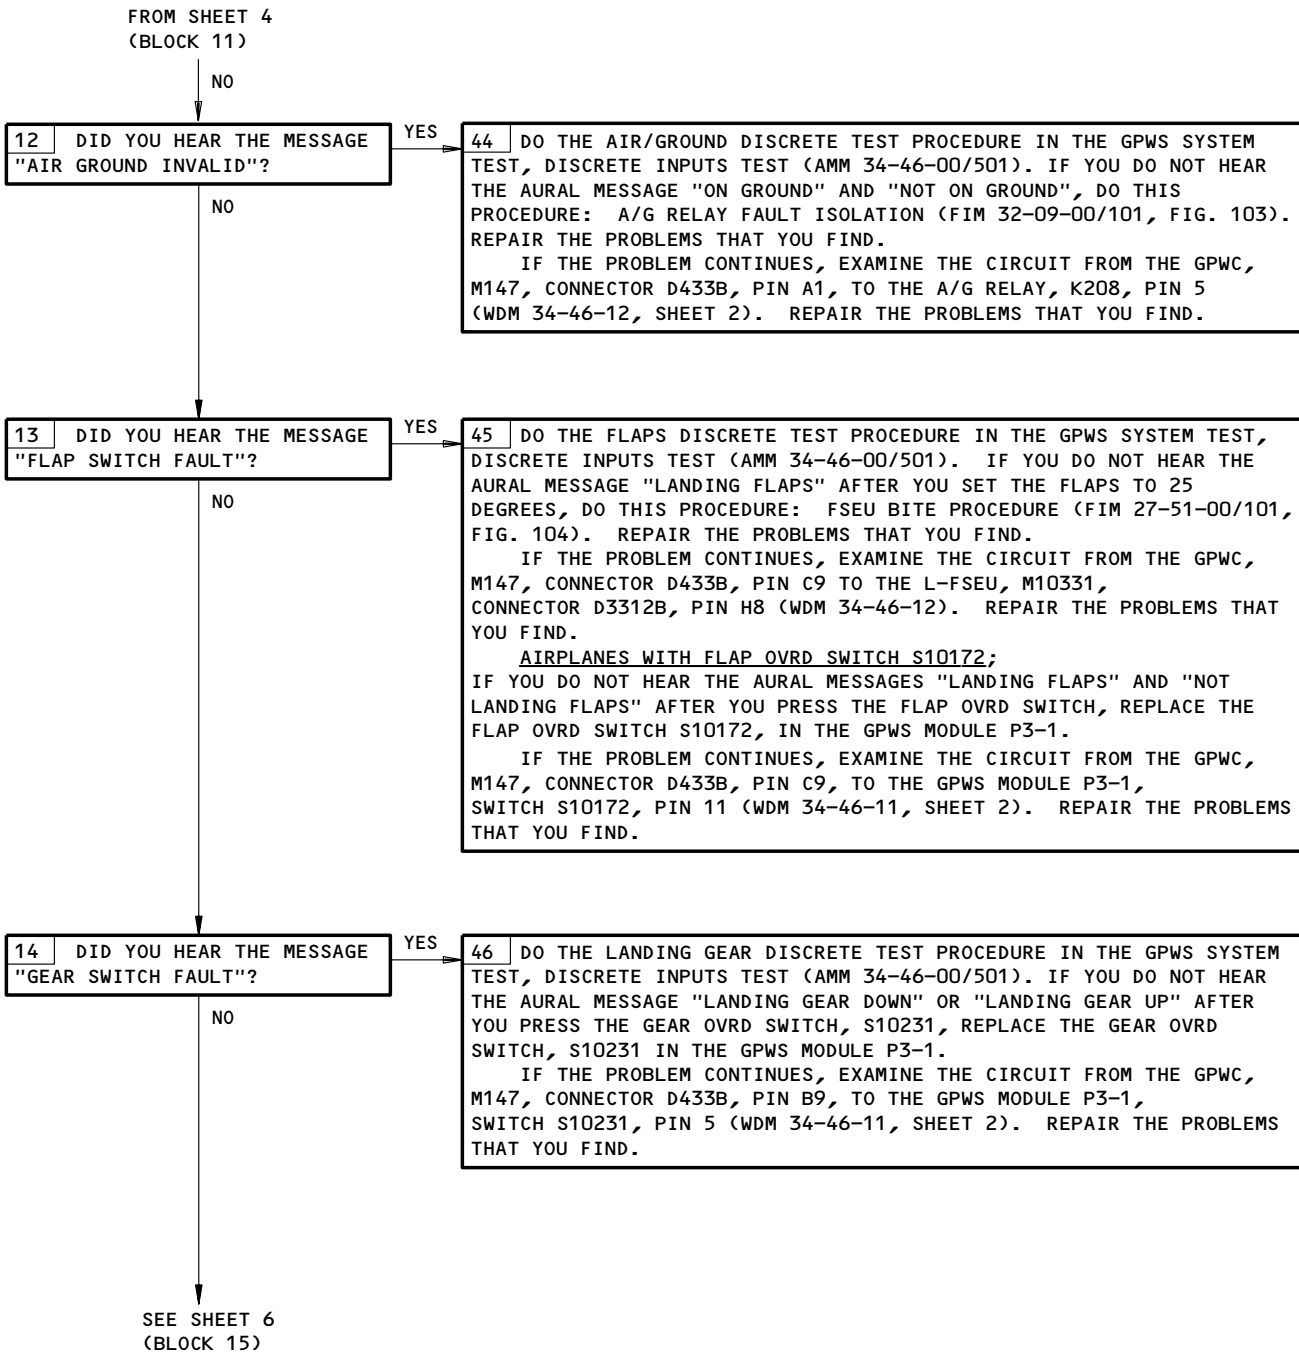 FROM SHEET 4
(BLOCK 11)
NO
12 DID YOU HEAR THE MESSAGE
"AIR GROUND INVALID"?
YES
44 DO THE AIR/GROUND DISCRETE TEST PROCEDURE IN THE GPWS SYSTEM
TEST, DISCRETE INPUTS TEST (AMM 34-46-00/501). IF YOU DO NOT HEAR
THE AURAL MESSAGE "ON GROUND" AND "NOT ON GROUND", DO THIS
PROCEDURE: A/G RELAY FAULT ISOLATION (FIM 32-09-00/101, FIG. 103).
REPAIR THE PROBLEMS THAT YOU FIND.
IF THE PROBLEM CONTINUES, EXAMINE THE CIRCUIT FROM THE GPWC,
M147, CONNECTOR D433B, PIN A1, TO THE A/G RELAY, K208, PIN 5
(WDM 34-46-12, SHEET 2). REPAIR THE PROBLEMS THAT YOU FIND.
NO
13 DID YOU HEAR THE MESSAGE
"FLAP SWITCH FAULT"?
YES
45 DO THE FLAPS DISCRETE TEST PROCEDURE IN THE GPWS SYSTEM TEST,
DISCRETE INPUTS TEST (AMM 34-46-00/501). IF YOU DO NOT HEAR THE
AURAL MESSAGE "LANDING FLAPS" AFTER YOU SET THE FLAPS TO 25
DEGREES, DO THIS PROCEDURE: FSEU BITE PROCEDURE (FIM 27-51-00/101,
FIG. 104). REPAIR THE PROBLEMS THAT YOU FIND.
IF THE PROBLEM CONTINUES, EXAMINE THE CIRCUIT FROM THE GPWC,
M147, CONNECTOR D433B, PIN C9 TO THE L-FSEU, M10331,
CONNECTOR D3312B, PIN H8 (WDM 34-46-12). REPAIR THE PROBLEMS THAT
YOU FIND.
AIRPLANES WITH FLAP OVRD SWITCH S10172;
IF YOU DO NOT HEAR THE AURAL MESSAGES "LANDING FLAPS" AND "NOT
LANDING FLAPS" AFTER YOU PRESS THE FLAP OVRD SWITCH, REPLACE THE
FLAP OVRD SWITCH S10172, IN THE GPWS MODULE P3-1.
IF THE PROBLEM CONTINUES, EXAMINE THE CIRCUIT FROM THE GPWC,
M147, CONNECTOR D433B, PIN C9, TO THE GPWS MODULE P3-1,
SWITCH S10172, PIN 11 (WDM 34-46-11, SHEET 2). REPAIR THE PROBLEMS
THAT YOU FIND.
NO
14 DID YOU HEAR THE MESSAGE
"GEAR SWITCH FAULT"?
YES
46 DO THE LANDING GEAR DISCRETE TEST PROCEDURE IN THE GPWS SYSTEM
TEST, DISCRETE INPUTS TEST (AMM 34-46-00/501). IF YOU DO NOT HEAR
THE AURAL MESSAGE "LANDING GEAR DOWN" OR "LANDING GEAR UP" AFTER
YOU PRESS THE GEAR OVRD SWITCH, S10231, REPLACE THE GEAR OVRD
SWITCH, S10231 IN THE GPWS MODULE P3-1.
IF THE PROBLEM CONTINUES, EXAMINE THE CIRCUIT FROM THE GPWC,
M147, CONNECTOR D433B, PIN B9, TO THE GPWS MODULE P3-1,
SWITCH S10231, PIN 5 (WDM 34-46-11, SHEET 2). REPAIR THE PROBLEMS
THAT YOU FIND.
NO
SEE SHEET 6
(BLOCK 15)